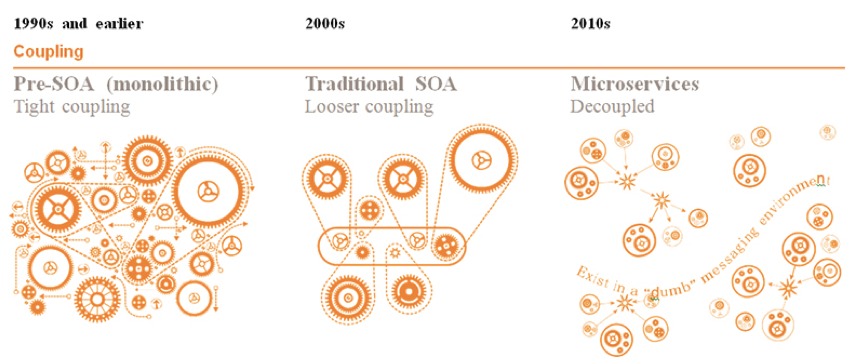 1990s and earlier
2000s
2010s
Coupling
Pre-SOA (monolithic)
Traditional SOA
Microservices
Tight coupling
Looser coupling
Decoupled
Exist in a "dumb" messaging environment